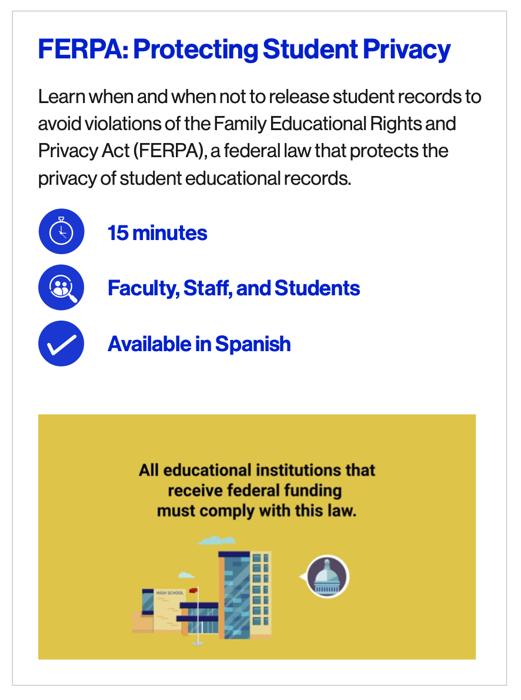 FERPA: Protecting Student Privacy
Learn when and when not to release student records to
avoid violations of the Family Educational Rights and
Privacy Act (FERPA), a federal law that protects the
privacy of student educational records.
15 minutes
Faculty, Staff, and Students
Available in Spanish
All educational institutions that
receive federal funding
must comply with this law.
HIGH SCHOOL